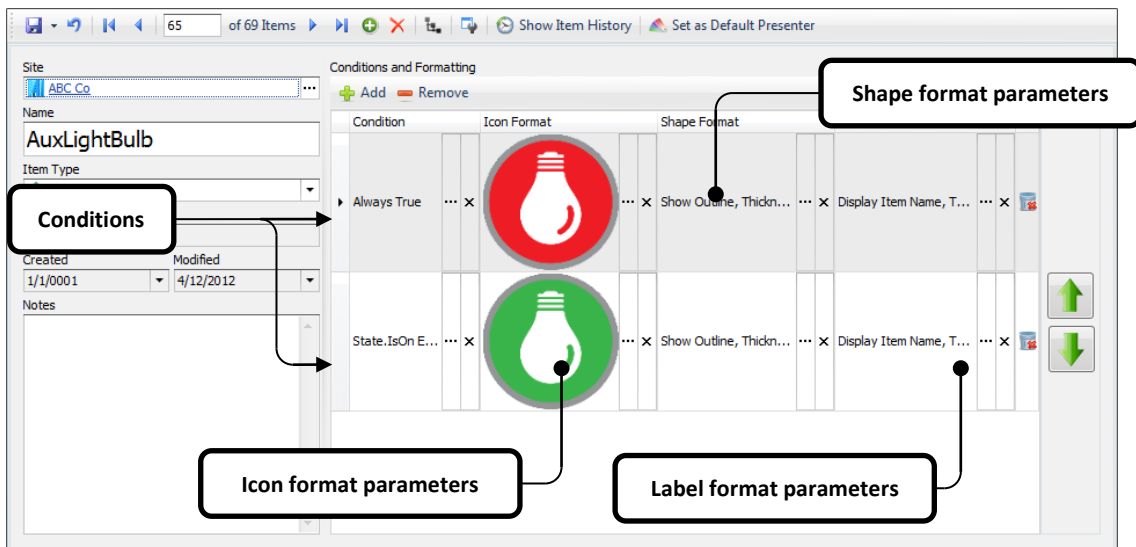 65 of 69 Items Show Item History Set as Default Presenter
Site
ABC Co
Name
AuxLightBulb
Item Type
Created Modified
1/1/0001 4/12/2012
Notes
Conditions and Formatting
Add Remove
Condition Icon Format Shape Format
Always True ... Show Outline, Thickn... ... Display Item Name, T... ...
State.IsOn E... ... Show Outline, Thickn... ... Display Item Name, T... ...
Shape format parameters
Conditions
Icon format parameters
Label format parameters